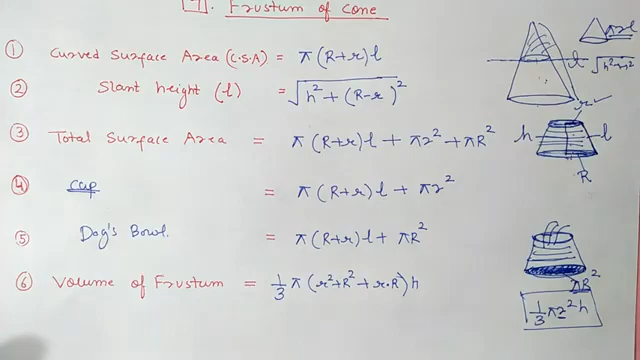 7. Frustum of cone
① Curved Surface Area (C.S.A) = π(R+r)l
② Slant height (l) = √h²+(R-r)²
③ Total Surface Area = π(R+r)l + πr² + πR²
④ Cup = π(R+r)l + πr²
⑤ Dog's Bowl. = π(R+r)l + πR²
⑥ Volume of Frustum = 1/3 π(r²+R²+r.R)h
πrl
l
√h²+r²
r
h
l
R
πR²
1/3 πr²h